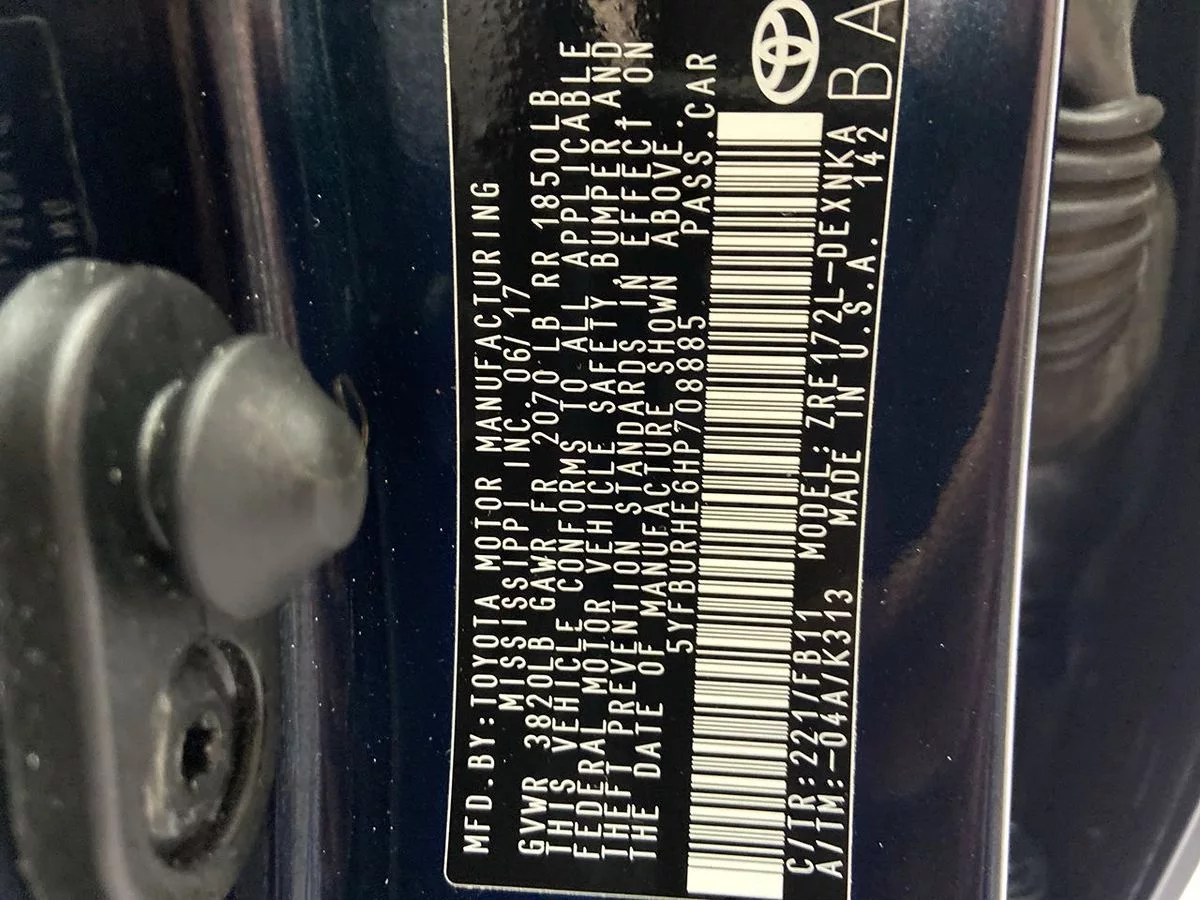 MFD.BY:TOYOTA MOTOR MANUFACTURING
MISSISSIPPI INC. 06/17
GVWR 3820LB GAWR FR 2070 LB RR 1850 LB
THIS VEHICLE CONFORMS TO ALL APPLICABLE
FEDERAL MOTOR VEHICLE SAFETY, BUMPER, AND
THEFT PREVENTION STANDARDS IN EFFECT ON
THE DATE OF MANUFACTURE SHOWN ABOVE.
5YFBURHE6HP708885 PASS.CAR
C/TR:221/FB11 MODEL:ZRE172L-DEXNKA
A/TM:-04A/K313 MADE IN U.S.A. 142
BA